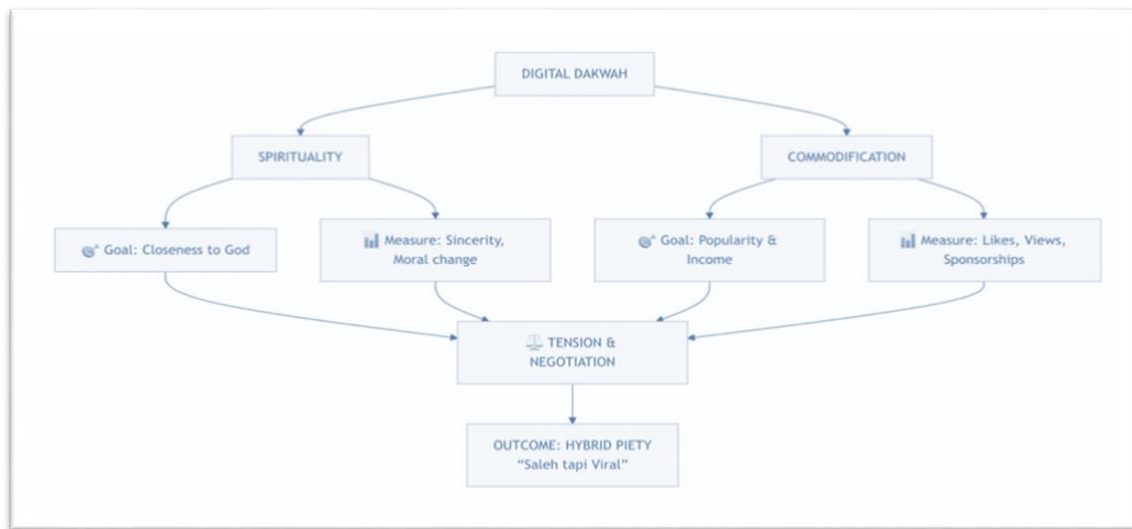 DIGITAL DAKWAH
SPIRITUALITY
COMMODIFICATION
Goal: Closeness to God
Measure: Sincerity,
Moral change
Goal: Popularity &
Income
Measure: Likes, Views,
Sponsorships
TENSION &
NEGOTIATION
OUTCOME: HYBRID PIETY
“Saleh tapi Viral”